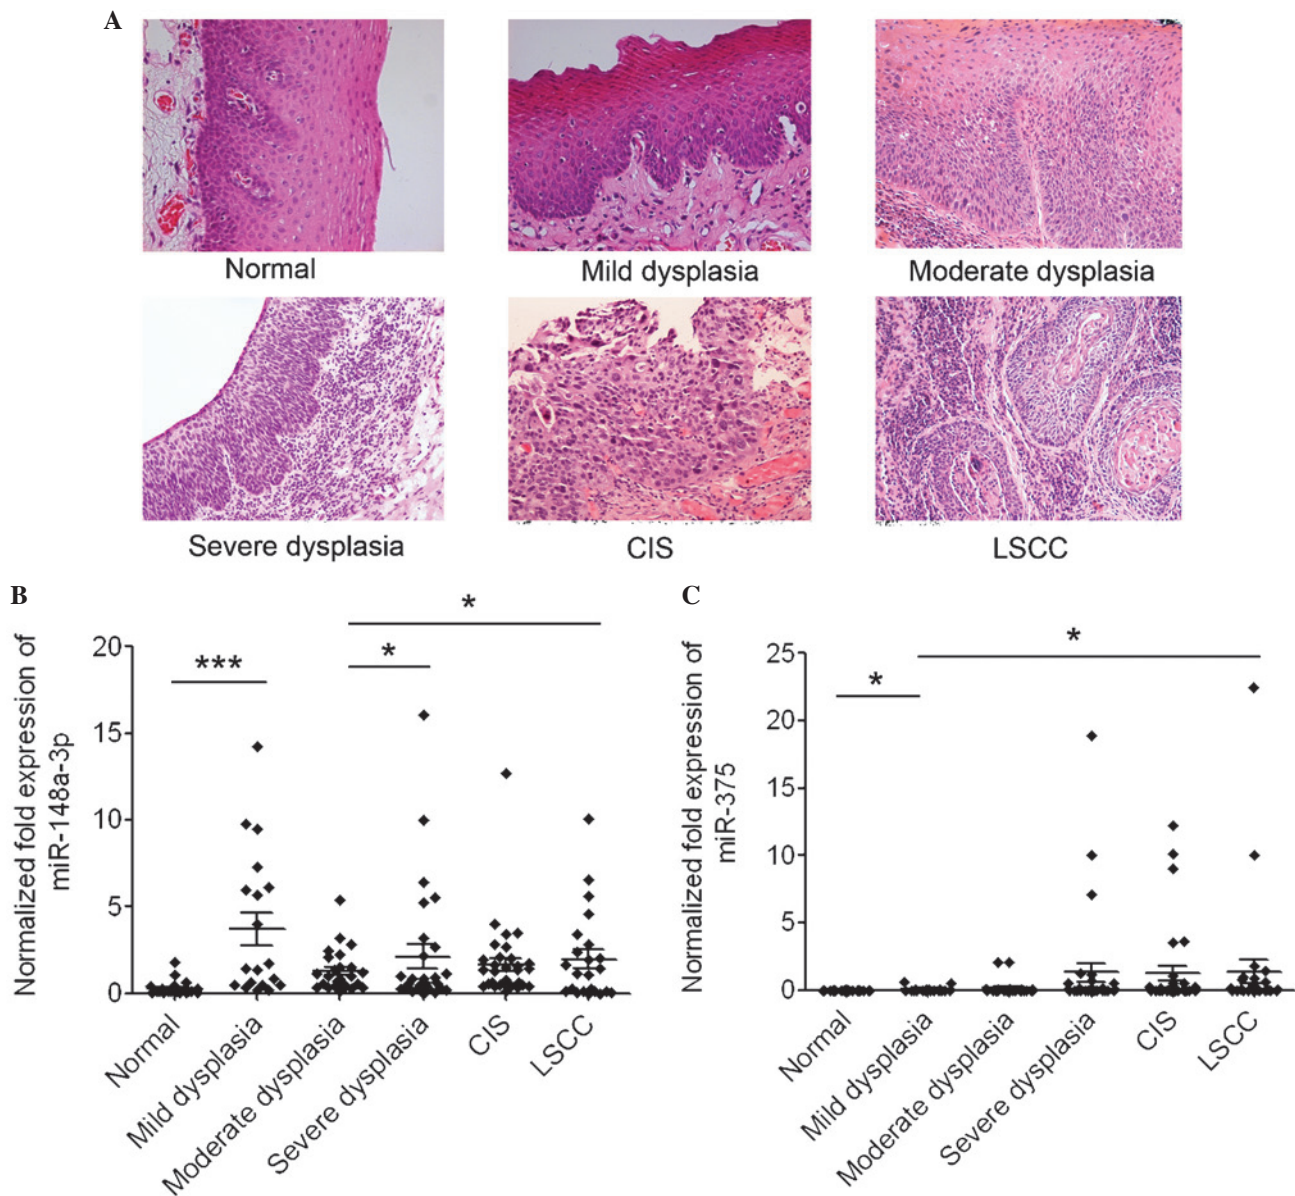 A
Normal
Mild dysplasia
Moderate dysplasia
Severe dysplasia
CIS
LSCC
B
Normalized fold expression of
miR-148a-3p
20
15
10
5
0
***
*
*
Normal
Mild dysplasia
Moderate dysplasia
Severe dysplasia
CIS
LSCC
C
Normalized fold expression of
miR-375
25
20
15
10
5
0
*
*
Normal
Mild dysplasia
Moderate dysplasia
Severe dysplasia
CIS
LSCC